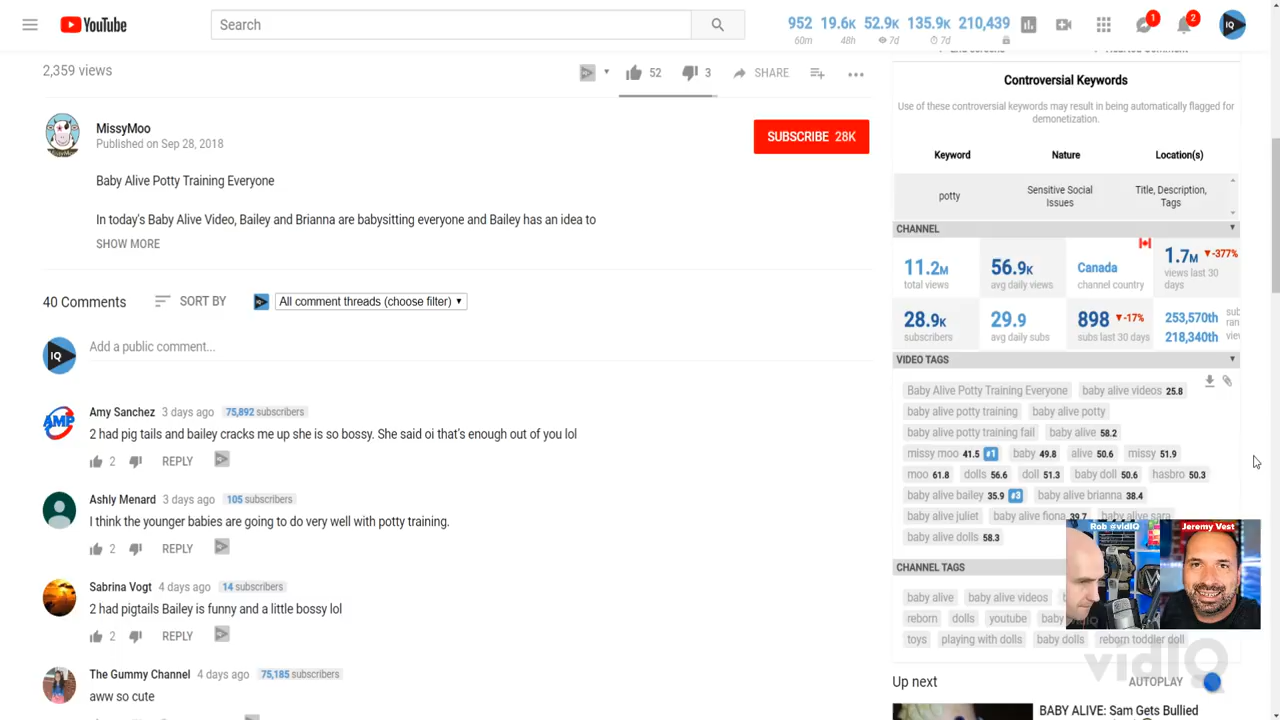 YouTube
Search
952 19.6K 52.9K 135.9K 210,439
60m 48h 7d 7d
1
2
IQ
2,359 views
52
3
SHARE
MissyMoo
Published on Sep 28, 2018
SUBSCRIBE 28K
Baby Alive Potty Training Everyone
In today's Baby Alive Video, Bailey and Brianna are babysitting everyone and Bailey has an idea to
SHOW MORE
40 Comments
SORT BY
All comment threads (choose filter)
IQ
Add a public comment...
AMP
Amy Sanchez 3 days ago 75,892 subscribers
2 had pig tails and bailey cracks me up she is so bossy. She said oi that's enough out of you lol
2 REPLY
Ashly Menard 3 days ago 105 subscribers
I think the younger babies are going to do very well with potty training.
2 REPLY
Sabrina Vogt 4 days ago 14 subscribers
2 had pigtails Bailey is funny and a little bossy lol
2 REPLY
The Gummy Channel 4 days ago 75,185 subscribers
aww so cute
Controversial Keywords
Use of these controversial keywords may result in being automatically flagged for
demonetization.
Keyword Nature Location(s)
potty Sensitive Social Issues Title, Description, Tags
CHANNEL
11.2M total views
56.9K avg daily views
Canada channel country
1.7M -377% views last 30 days
28.9K subscribers
29.9 avg daily subs
898 -17% subs last 30 days
253,570th
218,340th
VIDEO TAGS
Baby Alive Potty Training Everyone baby alive videos 25.8
baby alive potty training baby alive potty
baby alive potty training fail baby alive 58.2
missy moo 41.5 #1 baby 49.8 alive 50.6 missy 51.9
moo 61.8 dolls 56.6 doll 51.3 baby doll 50.6 hasbro 50.3
baby alive bailey 35.9 #3 baby alive brianna 38.4
baby alive juliet baby alive fiona 39.7 baby alive sara
baby alive dolls 58.3
Rob @vidIQ
Jeremy Vest
CHANNEL TAGS
baby alive baby alive videos
reborn dolls youtube baby
toys playing with dolls baby dolls reborn toddler doll
vidIQ
Up next
AUTOPLAY
BABY ALIVE: Sam Gets Bullied